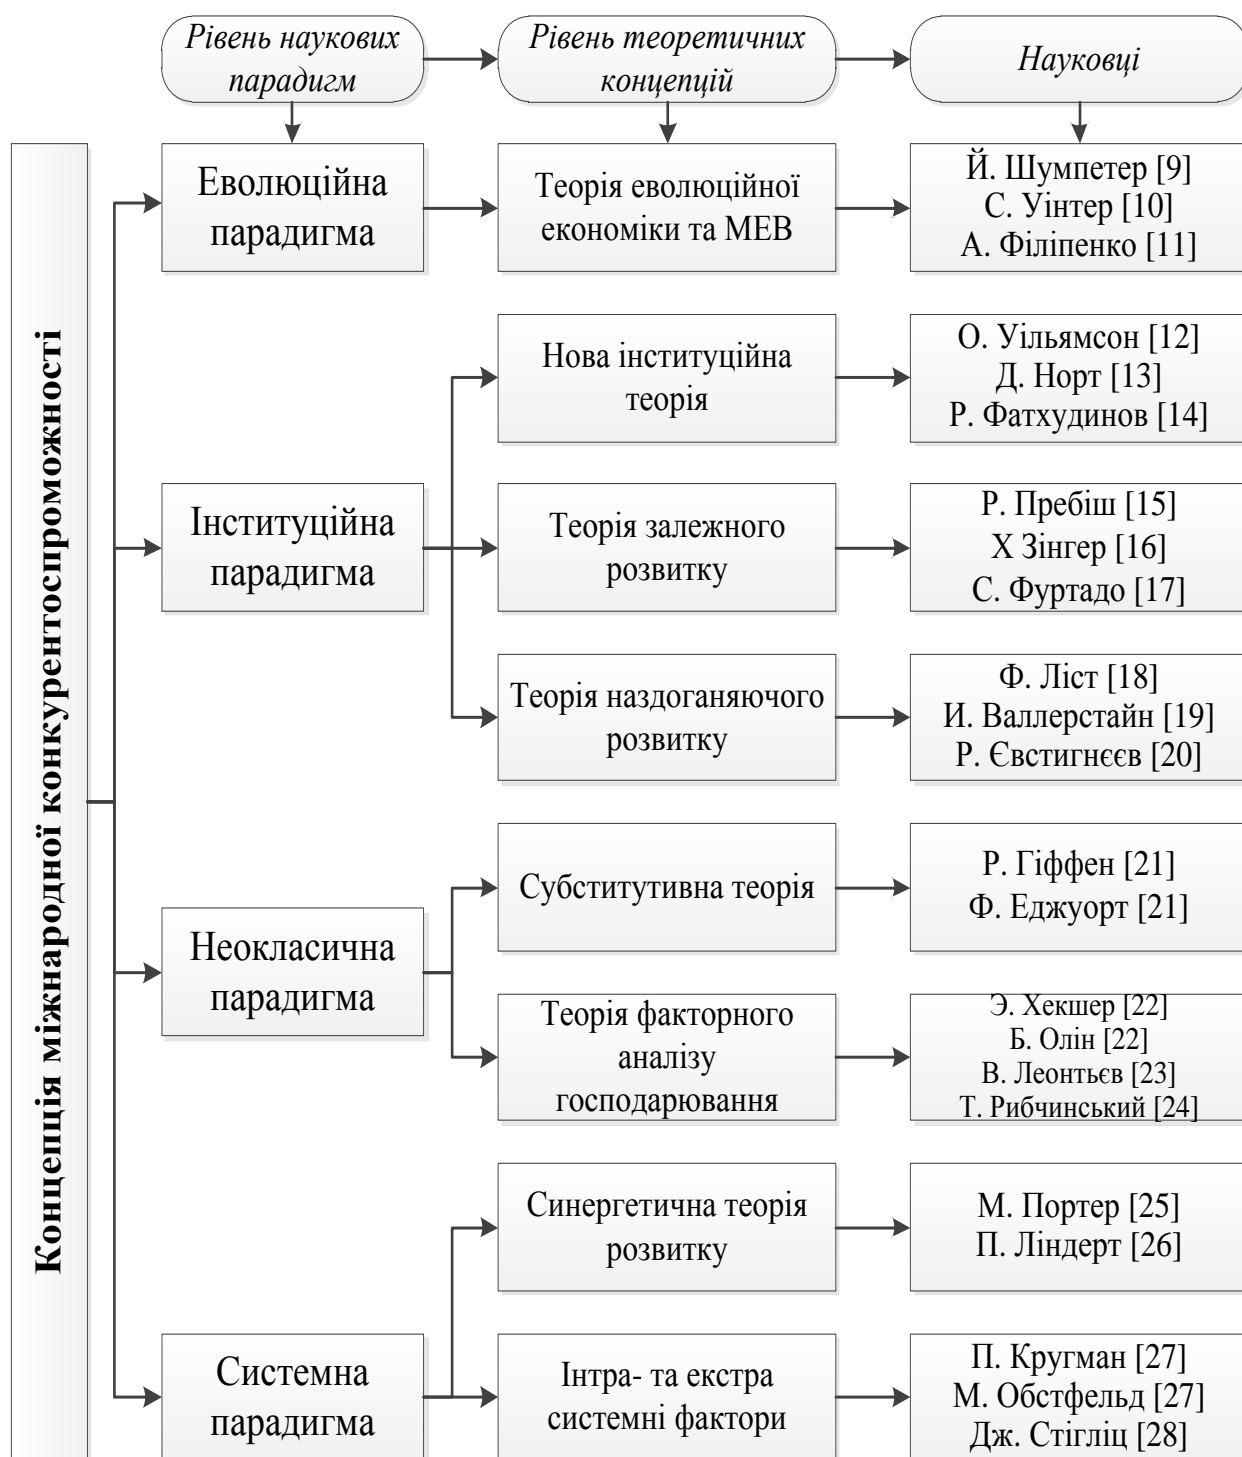 Рівень наукових
парадигм
Рівень теоретичних
концепцій
Науковці
Концепція міжнародної конкурентоспроможності
Еволюційна
парадигма
Теорія еволюційної
економіки та МЕВ
Й. Шумпетер [9]
С. Уінтер [10]
А. Філіпенко [11]
Інституційна
парадигма
Нова інституційна
теорія
О. Уільямсон [12]
Д. Норт [13]
Р. Фатхудинов [14]
Теорія залежного
розвитку
Р. Пребіш [15]
Х Зінгер [16]
С. Фуртадо [17]
Теорія наздоганяючого
розвитку
Ф. Ліст [18]
И. Валлерстайн [19]
Р. Євстигнєєв [20]
Неокласична
парадигма
Субститутивна теорія
Р. Гіффен [21]
Ф. Еджуорт [21]
Теорія факторного
аналізу
господарювання
Э. Хекшер [22]
Б. Олін [22]
В. Леонтьєв [23]
Т. Рибчинський [24]
Системна
парадигма
Синергетична теорія
розвитку
М. Портер [25]
П. Ліндерт [26]
Інтра- та екстра
системні фактори
П. Кругман [27]
М. Обстфельд [27]
Дж. Стігліц [28]